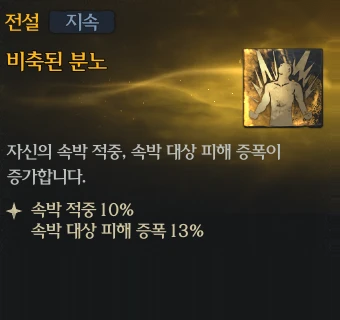 전설 지속
비축된 분노
자신의 속박 적중, 속박 대상 피해 증폭이
증가합니다.
속박 적중 10%
속박 대상 피해 증폭 13%